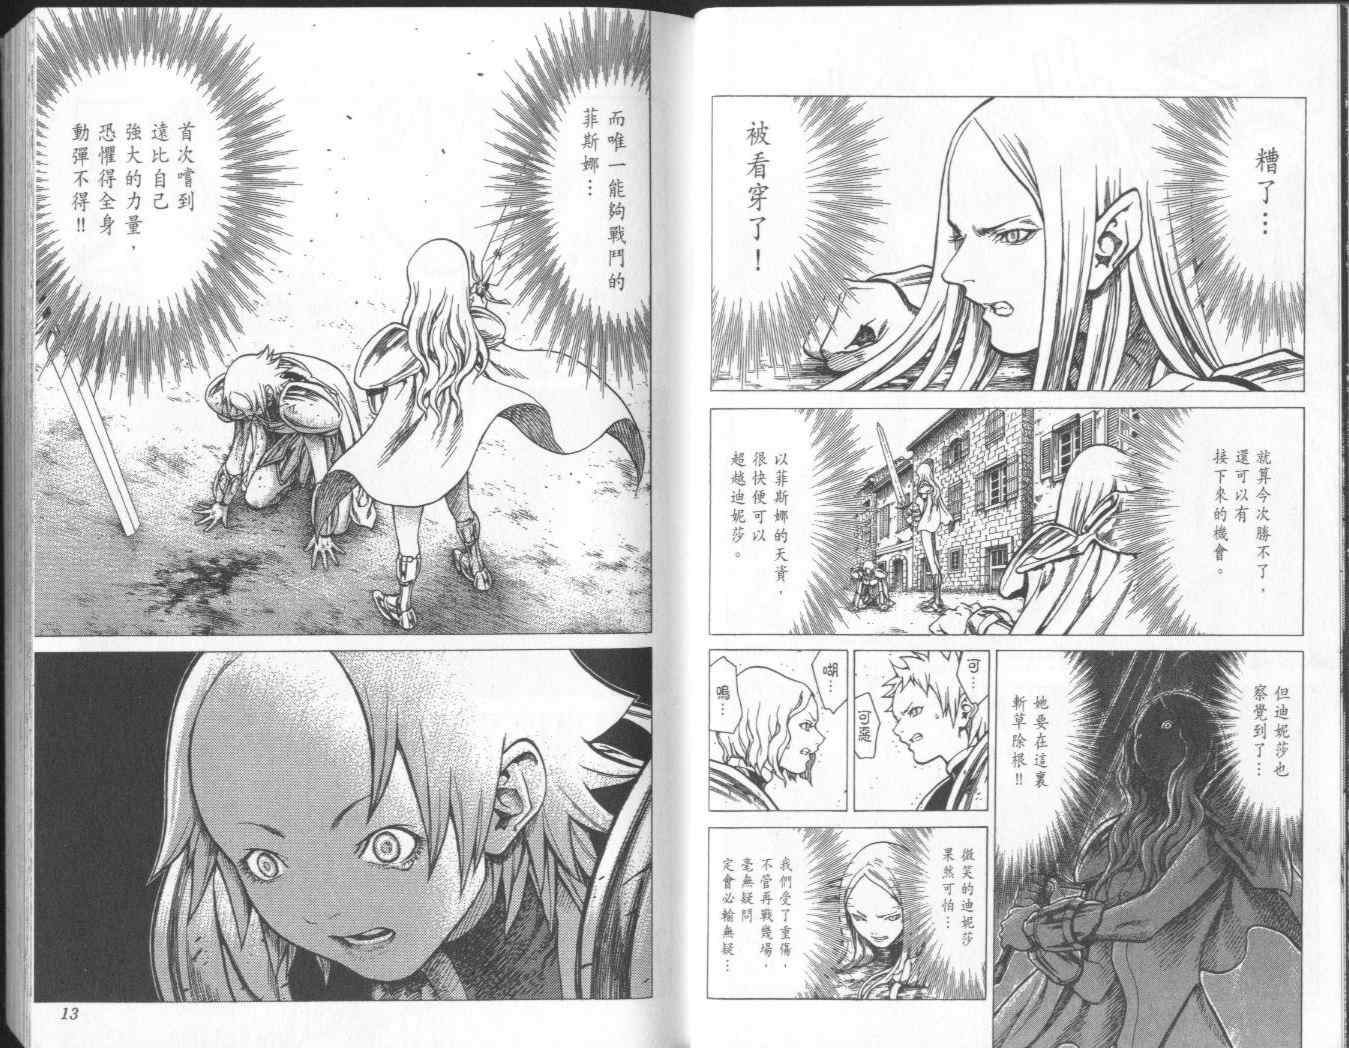 糟了…
被看穿了！
就算今次勝不了，
還可以有
接下來的機會。
以菲斯娜的天資，
很快便可以
超越迪妮莎。
但迪妮莎也
察覺到了…
她要在這裏
斬草除根!!
可…
可惡
嘲…
嗚…
微笑的迪妮莎
果然可怕…
我們受了重傷，
不管再戰幾場，
毫無疑問
定會必輸無疑…
而唯一能夠戰鬥的
菲斯娜…
首次嚐到
遠比自己
強大的力量，
恐懼得全身
動彈不得!!
13